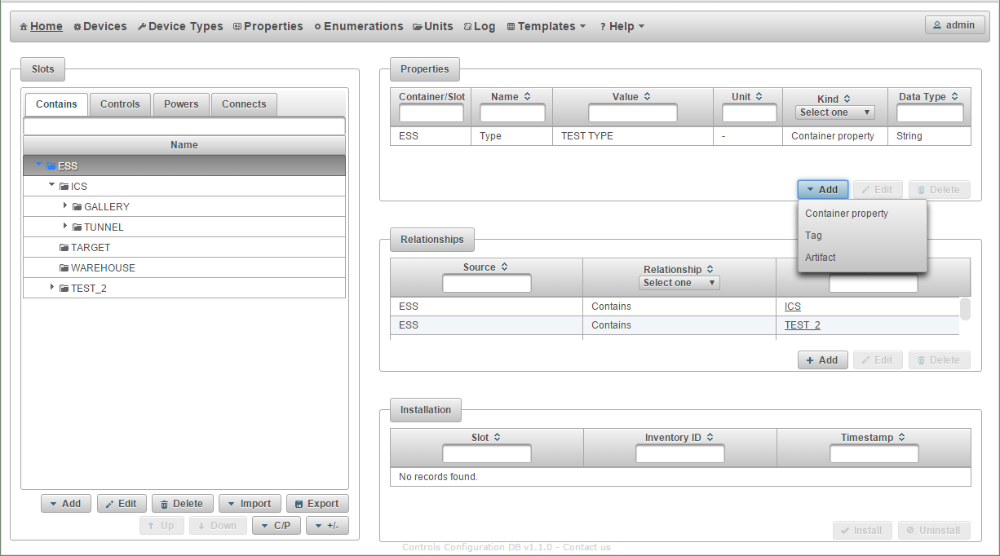 Home Devices Device Types Properties Enumerations Units Log Templates ? Help admin
Slots
Contains Controls Powers Connects
Name
ESS
ICS
GALLERY
TUNNEL
TARGET
WAREHOUSE
TEST_2
Add Edit Delete Import Export
Up Down C/P +/-
Properties
Container/Slot Name Value Unit Kind Data Type
Select one
ESS Type TEST TYPE - Container property String
Add Edit Delete
Container property
Tag
Artifact
Relationships
Source Relationship
Select one
ESS Contains ICS
ESS Contains TEST_2
Add Edit Delete
Installation
Slot Inventory ID Timestamp
No records found.
Install Uninstall
Controls Configuration DB v1.1.0 - Contact us